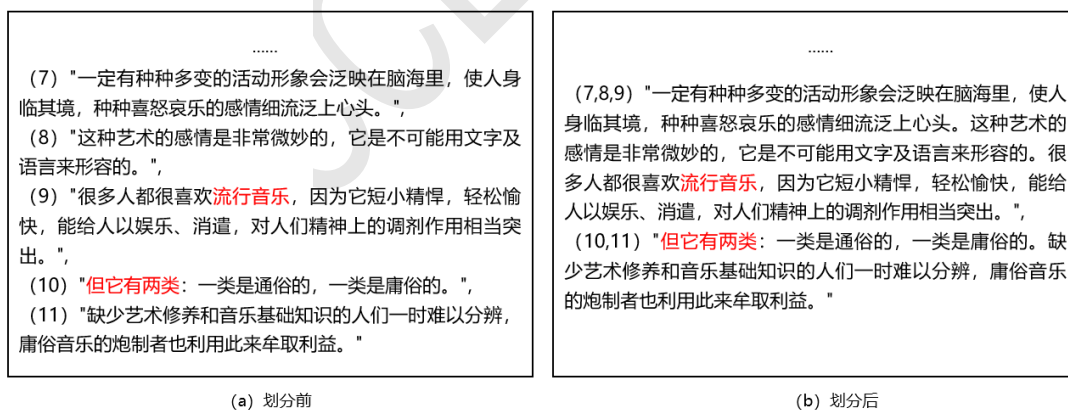 ......
（7）"一定有种种多变的活动形象会泛映在脑海里，使人身
临其境，种种喜怒哀乐的感情细流泛上心头。",
（8）"这种艺术的感情是非常微妙的，它是不可能用文字及
语言来形容的。",
（9）"很多人都很喜欢流行音乐，因为它短小精悍，轻松愉
快，能给人以娱乐、消遣，对人们精神上的调剂作用相当突
出。",
（10）"但它有两类：一类是通俗的，一类是庸俗的。",
（11）"缺少艺术修养和音乐基础知识的人们一时难以分辨，
庸俗音乐的炮制者也利用此来牟取利益。"
（a）划分前
......
（7,8,9）"一定有种种多变的活动形象会泛映在脑海里，使人
身临其境，种种喜怒哀乐的感情细流泛上心头。这种艺术的
感情是非常微妙的，它是不可能用文字及语言来形容的。很
多人都很喜欢流行音乐，因为它短小精悍，轻松愉快，能给
人以娱乐、消遣，对人们精神上的调剂作用相当突出。",
（10,11）"但它有两类：一类是通俗的，一类是庸俗的。缺
少艺术修养和音乐基础知识的人们一时难以分辨，庸俗音乐
的炮制者也利用此来牟取利益。"
（b）划分后